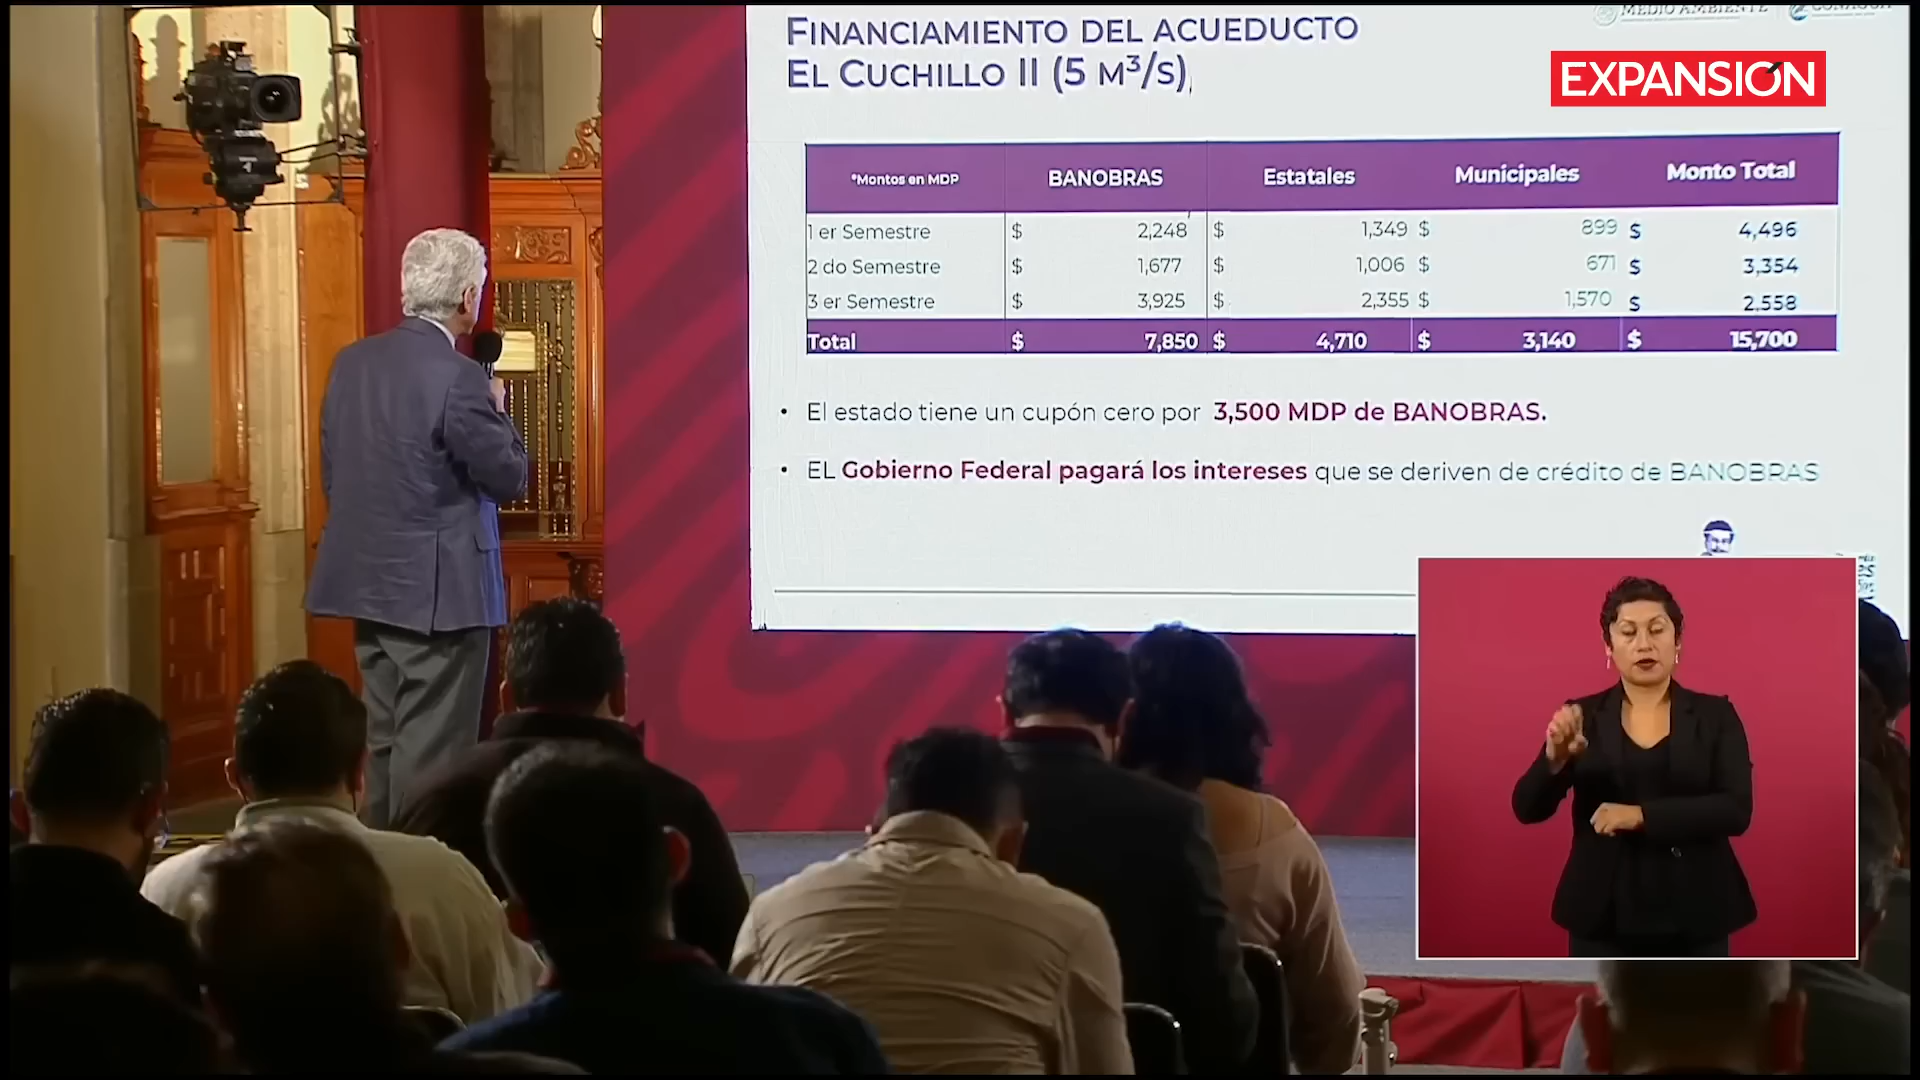 MEDIO AMBIENTE
CONAGUA
FINANCIAMIENTO DEL ACUEDUCTO
EL CUCHILLO II (5 M³/S)
EXPANSIÓN
*Montos en MDP BANOBRAS Estatales Municipales Monto Total
1 er Semestre $ 2,248 $ 1,349 $ 899 $ 4,496
2 do Semestre $ 1,677 $ 1,006 $ 671 $ 3,354
3 er Semestre $ 3,925 $ 2,355 $ 1,570 $ 2,558
Total $ 7,850 $ 4,710 $ 3,140 $ 15,700
• El estado tiene un cupón cero por 3,500 MDP de BANOBRAS.
• EL Gobierno Federal pagará los intereses que se deriven de crédito de BANOBRAS